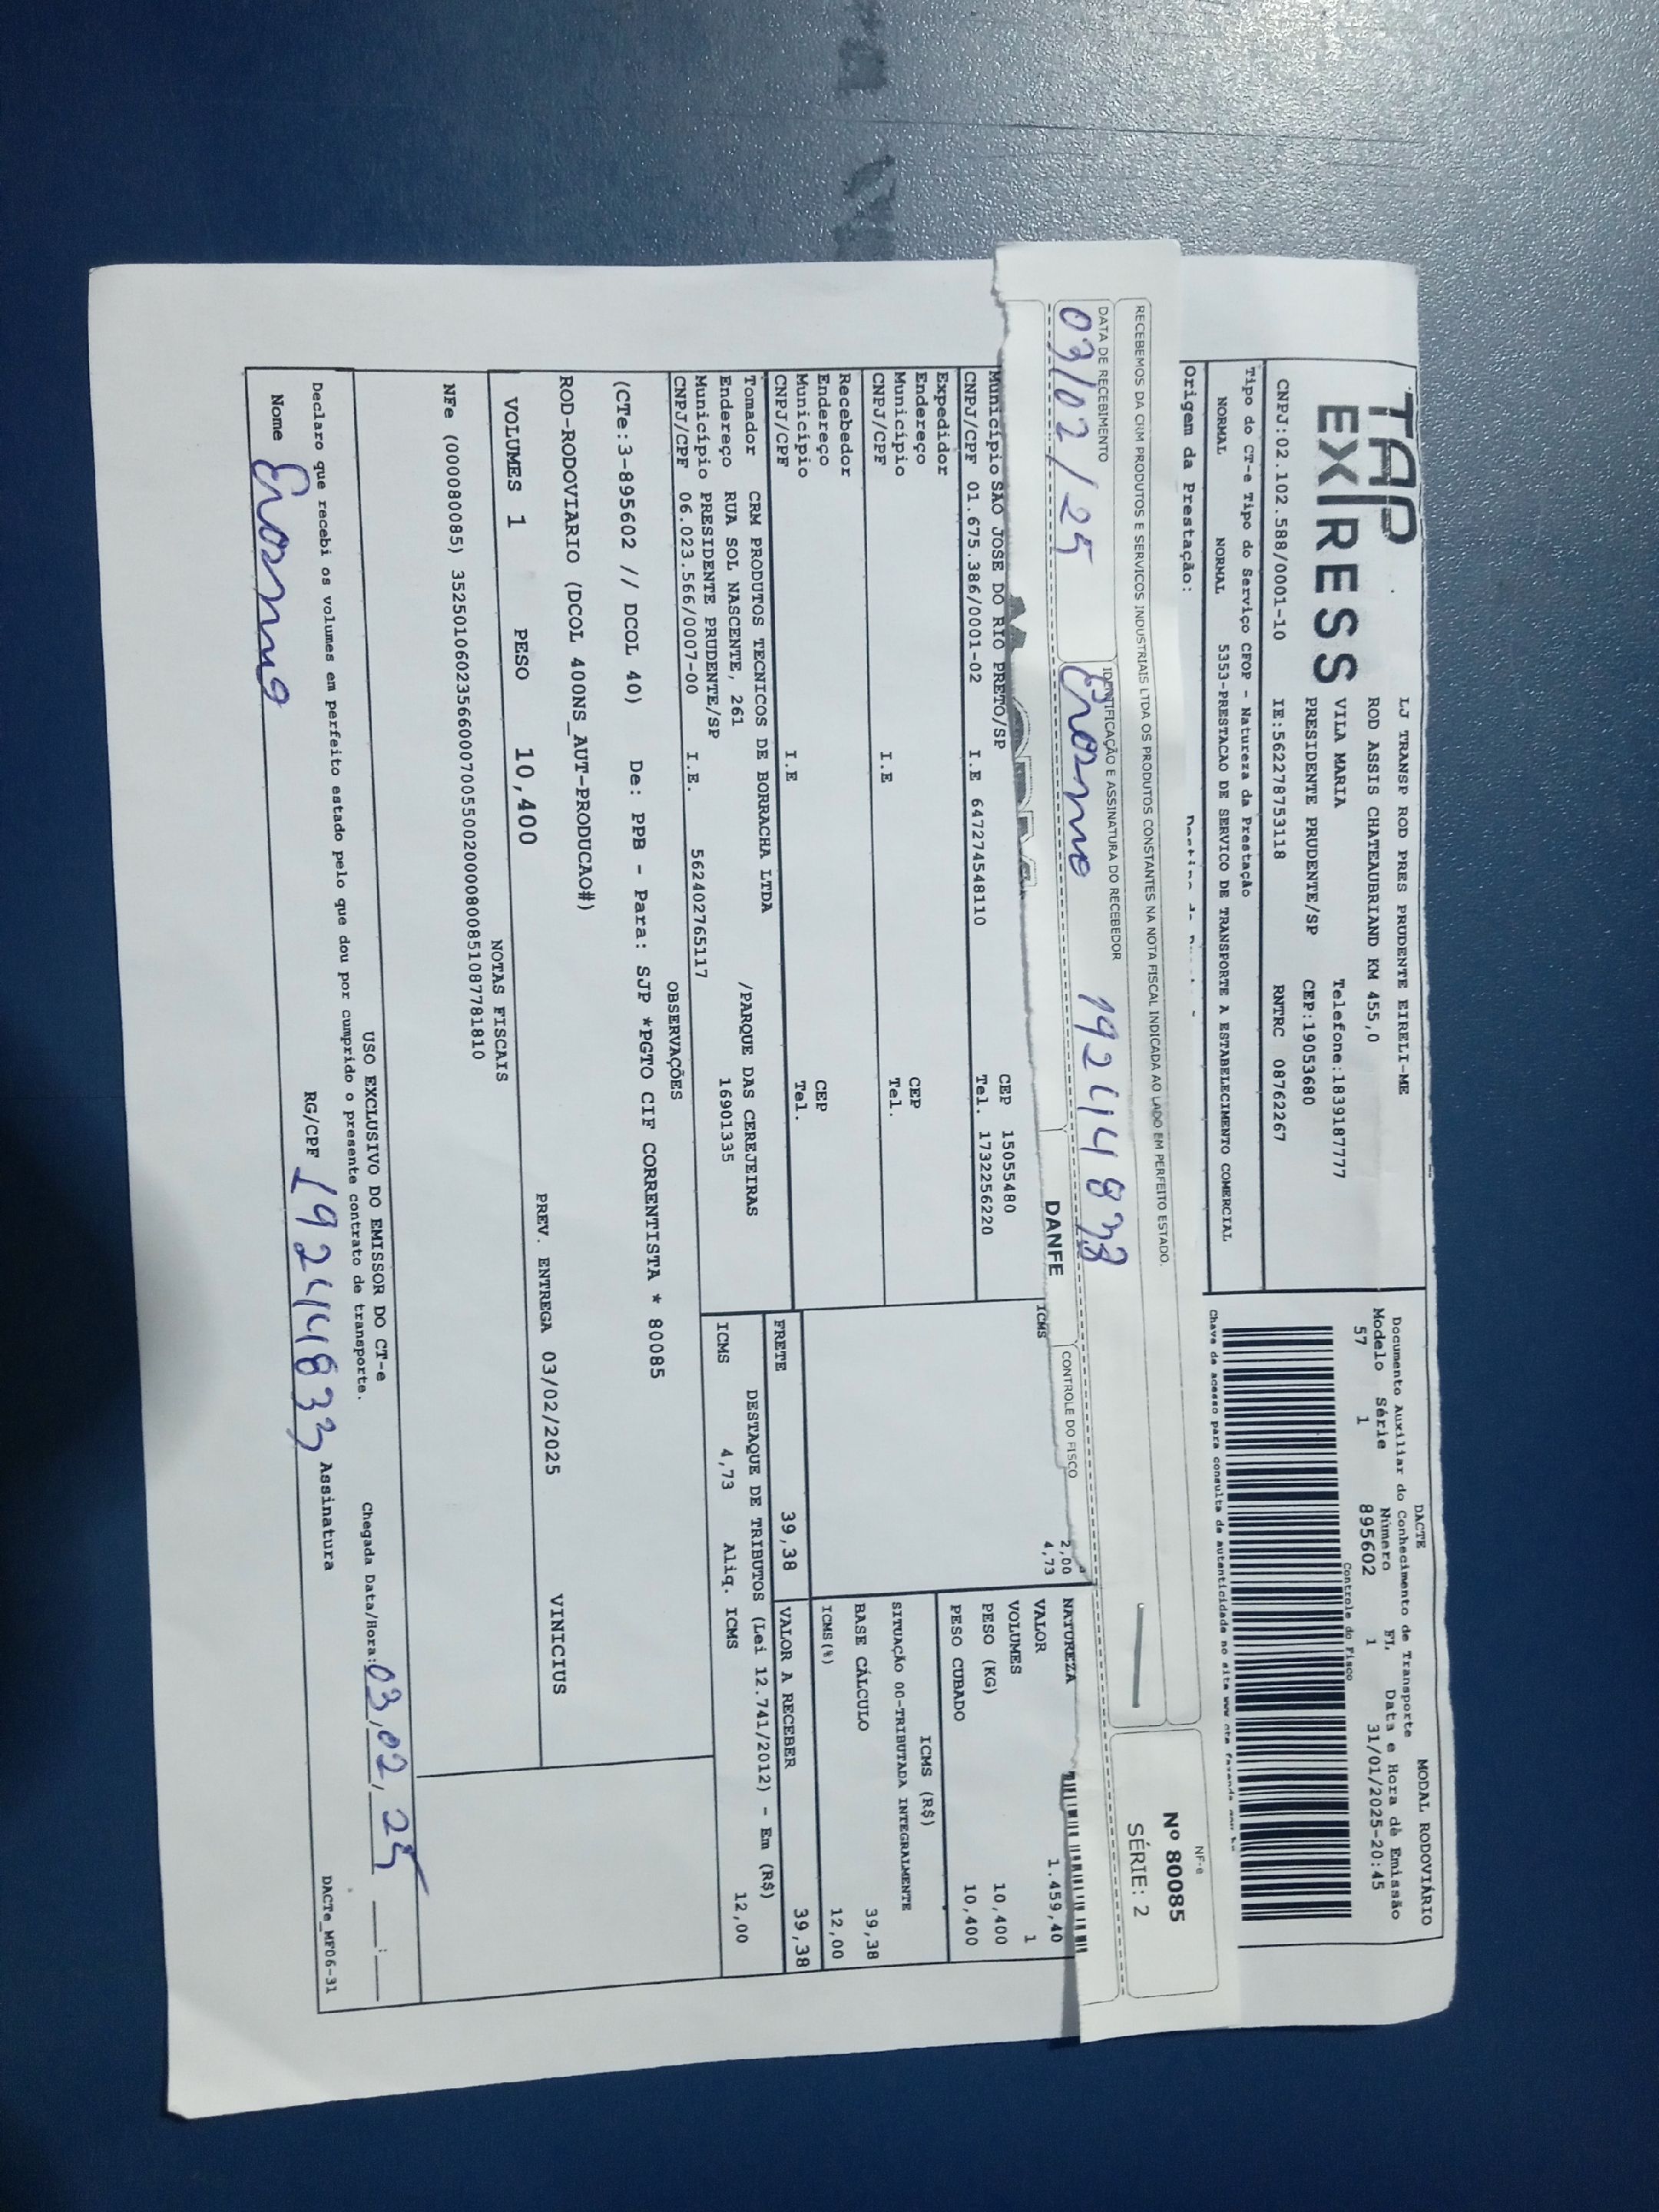 TAP
EXPRESS
LJ TRANSP ROD PRES PRUDENTE EIRELI-ME
ROD ASSIS CHATEAUBRIAND KM 455,0
VILA MARIA Telefone:1839187777
PRESIDENTE PRUDENTE/SP CEP:19053680
CNPJ:02.102.588/0001-10 IE:562278753118 RNTRC 08762267
DACTE MODAL RODOVIÁRIO
Documento Auxiliar do Conhecimento de Transporte
Modelo Série Número FL Data e Hora de Emissão
57 1 895602 1 31/01/2025-20:45
Controle do Fisco
Tipo do CT-e Tipo do Serviço CFOP - Natureza da Prestação
NORMAL NORMAL 5353-PRESTACAO DE SERVICO DE TRANSPORTE A ESTABELECIMENTO COMERCIAL
Chave de acesso para consulta de autenticidade no site
Origem da Prestação:
RECEBEMOS DA CRM PRODUTOS E SERVICOS INDUSTRIAIS LTDA OS PRODUTOS CONSTANTES NA NOTA FISCAL INDICADA AO LADO EM PERFEITO ESTADO.
NF-e
Nº 80085
SÉRIE: 2
DATA DE RECEBIMENTO IDENTIFICAÇÃO E ASSINATURA DO RECEBEDOR
03/02/25
DANFE CONTROLE DO FISCO
2,00
ICMS 4,73
NATUREZA
VALOR 1.459,40
VOLUMES 1
PESO (KG) 10,400
PESO CUBADO 10,400
ICMS (R$)
SITUAÇÃO 00-TRIBUTADA INTEGRALMENTE
BASE CÁLCULO 39,38
ICMS(%) 12,00
Município SAO JOSE DO RIO PRETO/SP CEP 15055480
CNPJ/CPF 01.675.386/0001-02 I.E 647274548110 Tel. 1732256220
Expedidor
Endereço CEP
Município Tel.
CNPJ/CPF I.E
Recebedor
Endereço CEP
Município Tel.
CNPJ/CPF I.E
FRETE 39,38 VALOR A RECEBER 39,38
Tomador CRM PRODUTOS TECNICOS DE BORRACHA LTDA
Endereço RUA SOL NASCENTE, 261 /PARQUE DAS CEREJEIRAS
Município PRESIDENTE PRUDENTE/SP 16901335
CNPJ/CPF 06.023.566/0007-00 I.E. 562402765117
DESTAQUE DE TRIBUTOS (Lei 12.741/2012) - Em (R$)
ICMS 4,73 Aliq. ICMS 12,00
OBSERVAÇÕES
(CTe:3-895602 // DCOL 40) De: PPB - Para: SJP *PGTO CIF CORRENTISTA * 80085
ROD-RODOVIARIO (DCOL 400NS_AUT-PRODUCAO#)
VOLUMES 1 PESO 10,400 PREV. ENTREGA 03/02/2025 VINICIUS
NOTAS FISCAIS
NFe (000080085) 35250106023566000700550020000800851087781810
USO EXCLUSIVO DO EMISSOR DO CT-e
Declaro que recebi os volumes em perfeito estado pelo que dou por cumprido o presente contrato de transporte.
Chegada Data/Hora: 03,02,25
Nome RG/CPF 192414833 Assinatura
DACTe_MF06-31